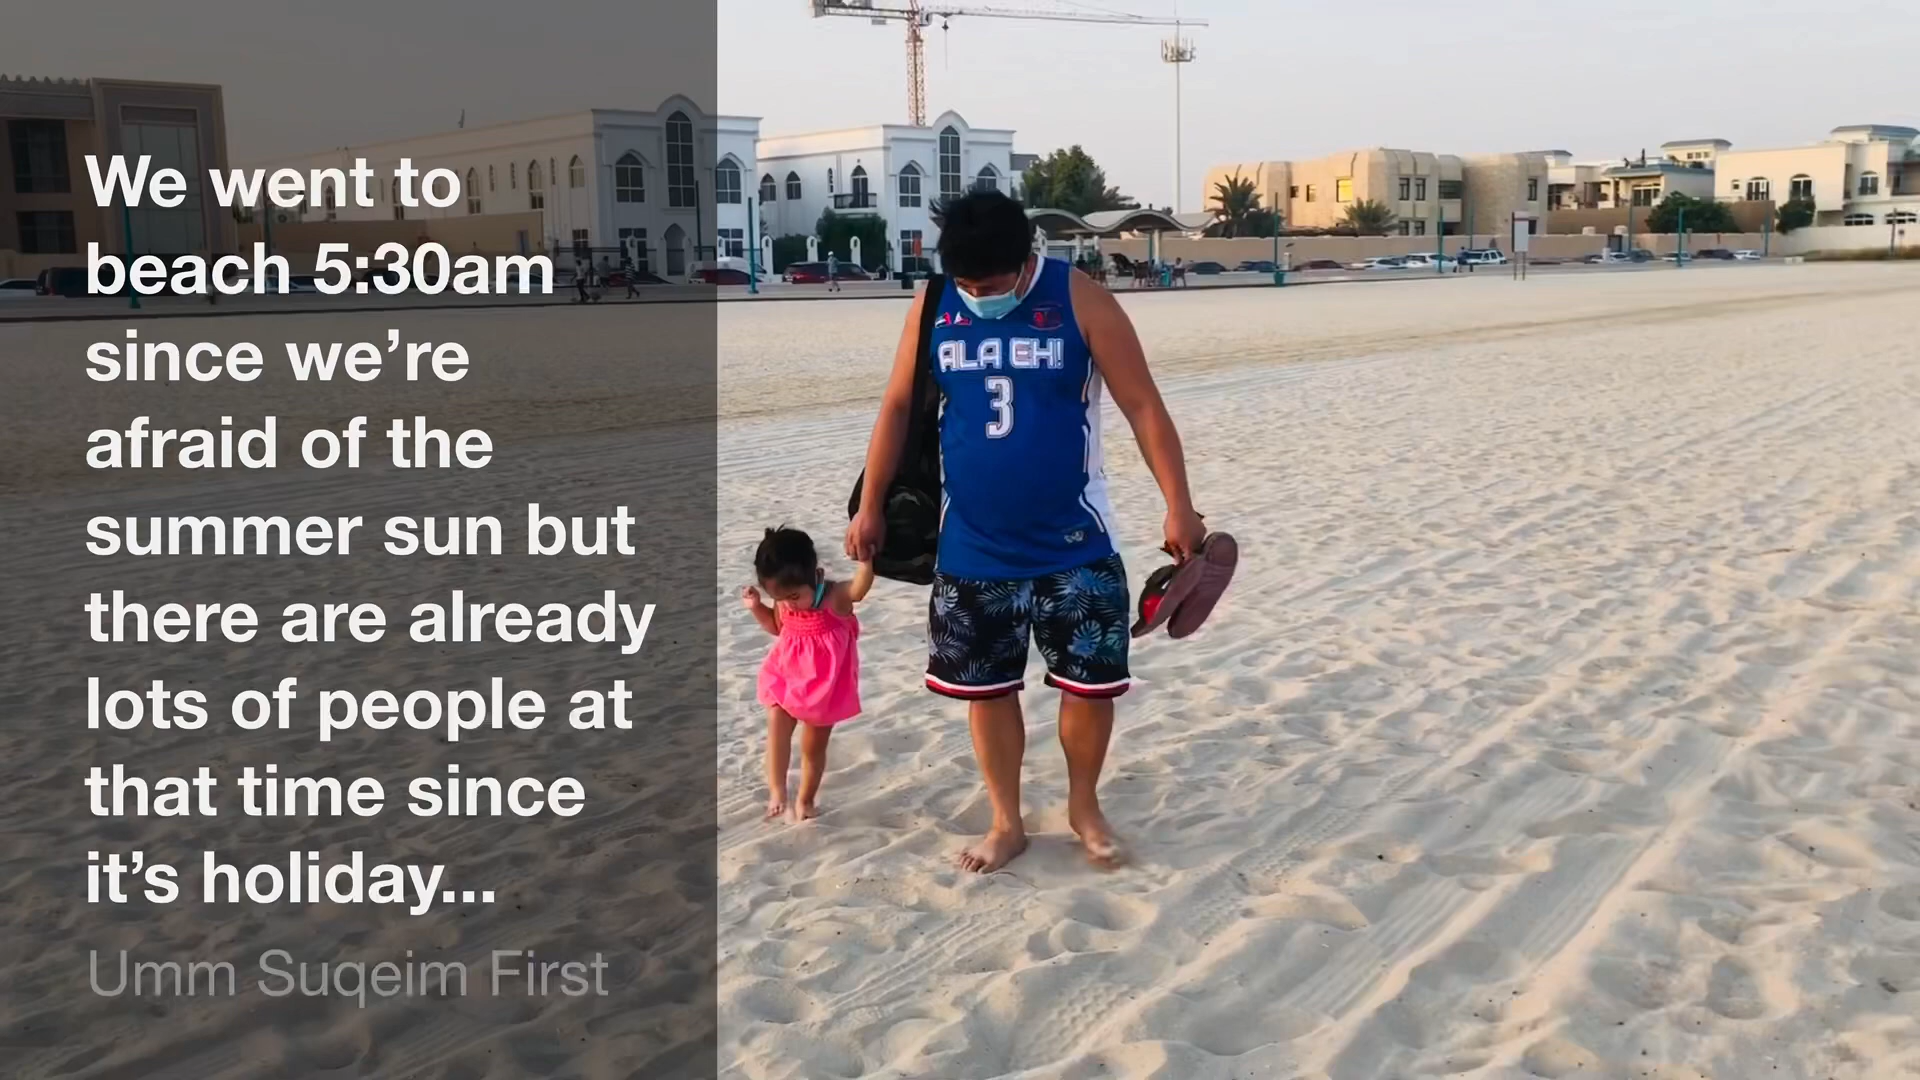 We went to
beach 5:30am
since we’re
afraid of the
summer sun but
there are already
lots of people at
that time since
it’s holiday...
Umm Suqeim First
ALA EH!
3